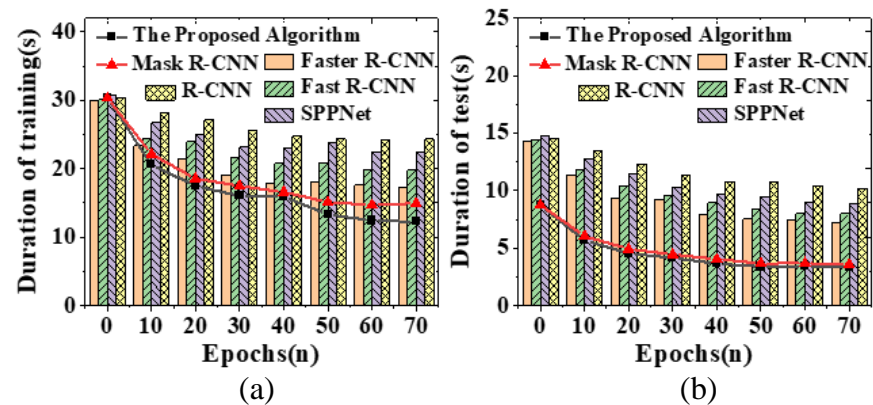 40
The Proposed Algorithm
Mask R-CNN
Faster R-CNN
R-CNN
Fast R-CNN
SPPNet
30
20
10
0
Duration of training(s)
0 10 20 30 40 50 60 70
Epochs(n)
(a)
25
The Proposed Algorithm
Mask R-CNN
Faster R-CNN
R-CNN
Fast R-CNN
SPPNet
20
15
10
5
0
Duration of test(s)
0 10 20 30 40 50 60 70
Epochs(n)
(b)